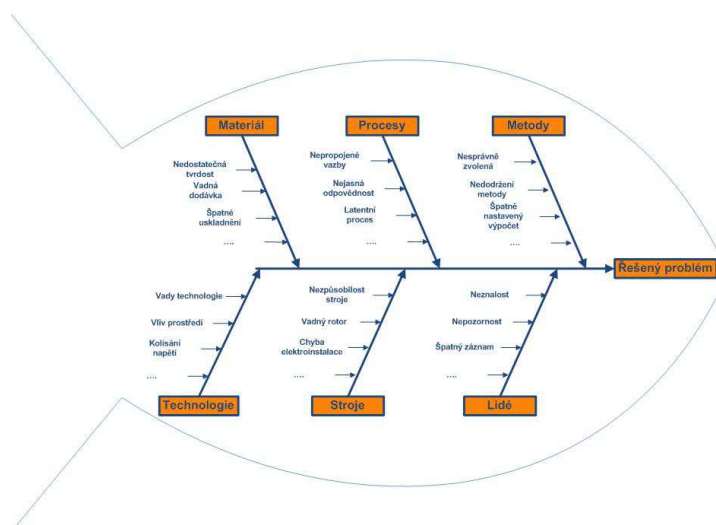 Materiál
Procesy
Metody
Nedostatečná
tvrdost
Vadná
dodávka
Špatné
uskladnění
....
Nepropojené
vazby
Nejasná
odpovědnost
Latentní
proces
....
Nesprávně
zvolená
Nedodržení
metody
Špatně
nastavený
výpočet
....
Řešený problém
Vady technologie
Vliv prostředí
Kolísání
napětí
....
Nezpůsobilost
stroje
Vadný rotor
Chyba
elektroinstalace
....
Neznalost
Nepozornost
Špatný záznam
....
Technologie
Stroje
Lidé